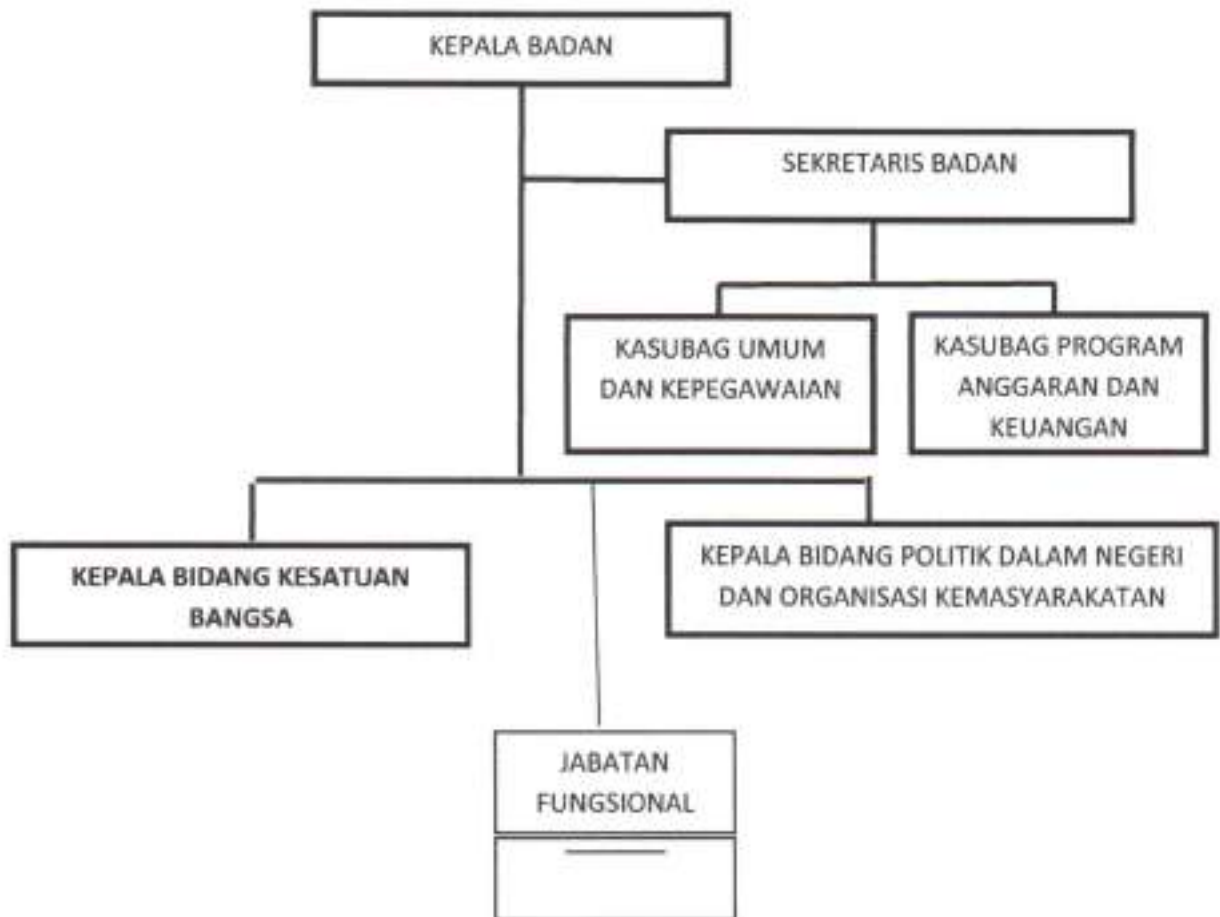 KEPALA BADAN
SEKRETARIS BADAN
KASUBAG UMUM
DAN KEPEGAWAIAN
KASUBAG PROGRAM
ANGGARAN DAN
KEUANGAN
KEPALA BIDANG KESATUAN
BANGSA
KEPALA BIDANG POLITIK DALAM NEGERI
DAN ORGANISASI KEMASYARAKATAN
JABATAN
FUNGSIONAL